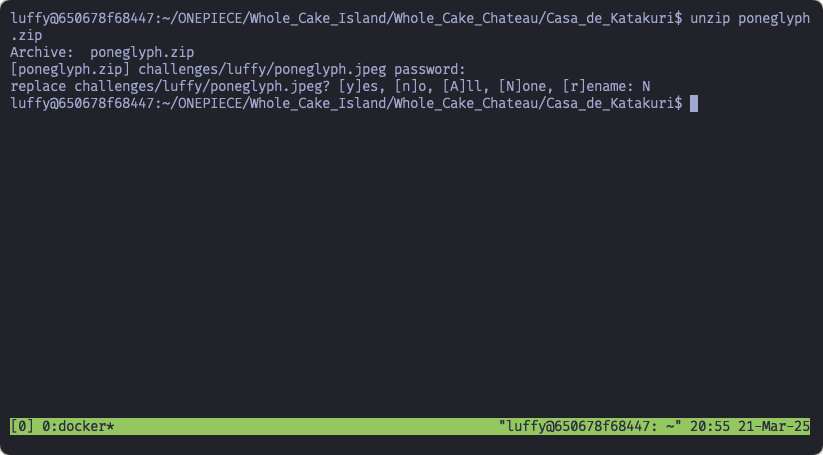 luffy@650678f68447:~/ONEPIECE/Whole_Cake_Island/Whole_Cake_Chateau/Casa_de_Katakuri$ unzip poneglyph
.zip
Archive:  poneglyph.zip
[poneglyph.zip] challenges/luffy/poneglyph.jpeg password:
replace challenges/luffy/poneglyph.jpeg? [y]es, [n]o, [A]ll, [N]one, [r]ename: N
luffy@650678f68447:~/ONEPIECE/Whole_Cake_Island/Whole_Cake_Chateau/Casa_de_Katakuri$
[0] 0:docker* "luffy@650678f68447: ~" 20:55 21-Mar-25